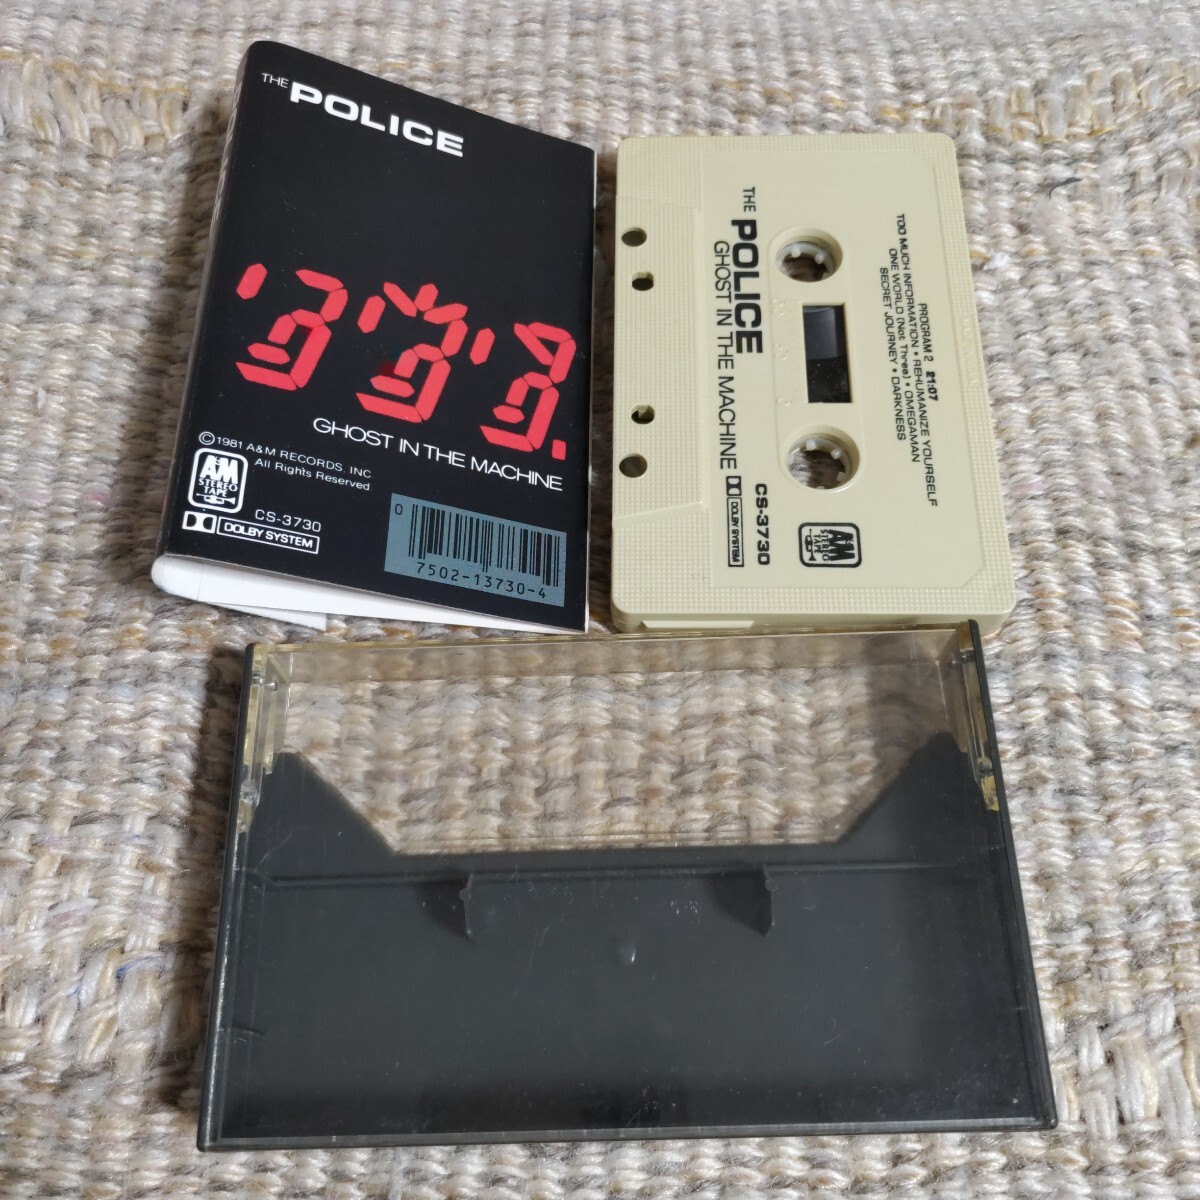 THE POLICE
GHOST IN THE MACHINE
©1981 A&M RECORDS, INC.
All Rights Reserved.
AM
STEREO
TAPE
CS-3730
DOLBY SYSTEM
0
7502-13730-4
THE POLICE
GHOST IN THE MACHINE
DOLBY SYSTEM
CS-3730
PROGRAM 2 21:07
TOO MUCH INFORMATION • REHUMANIZE YOURSELF
ONE WORLD (Not Three) • OMEGAMAN
SECRET JOURNEY • DARKNESS
AM
STEREO
TAPE